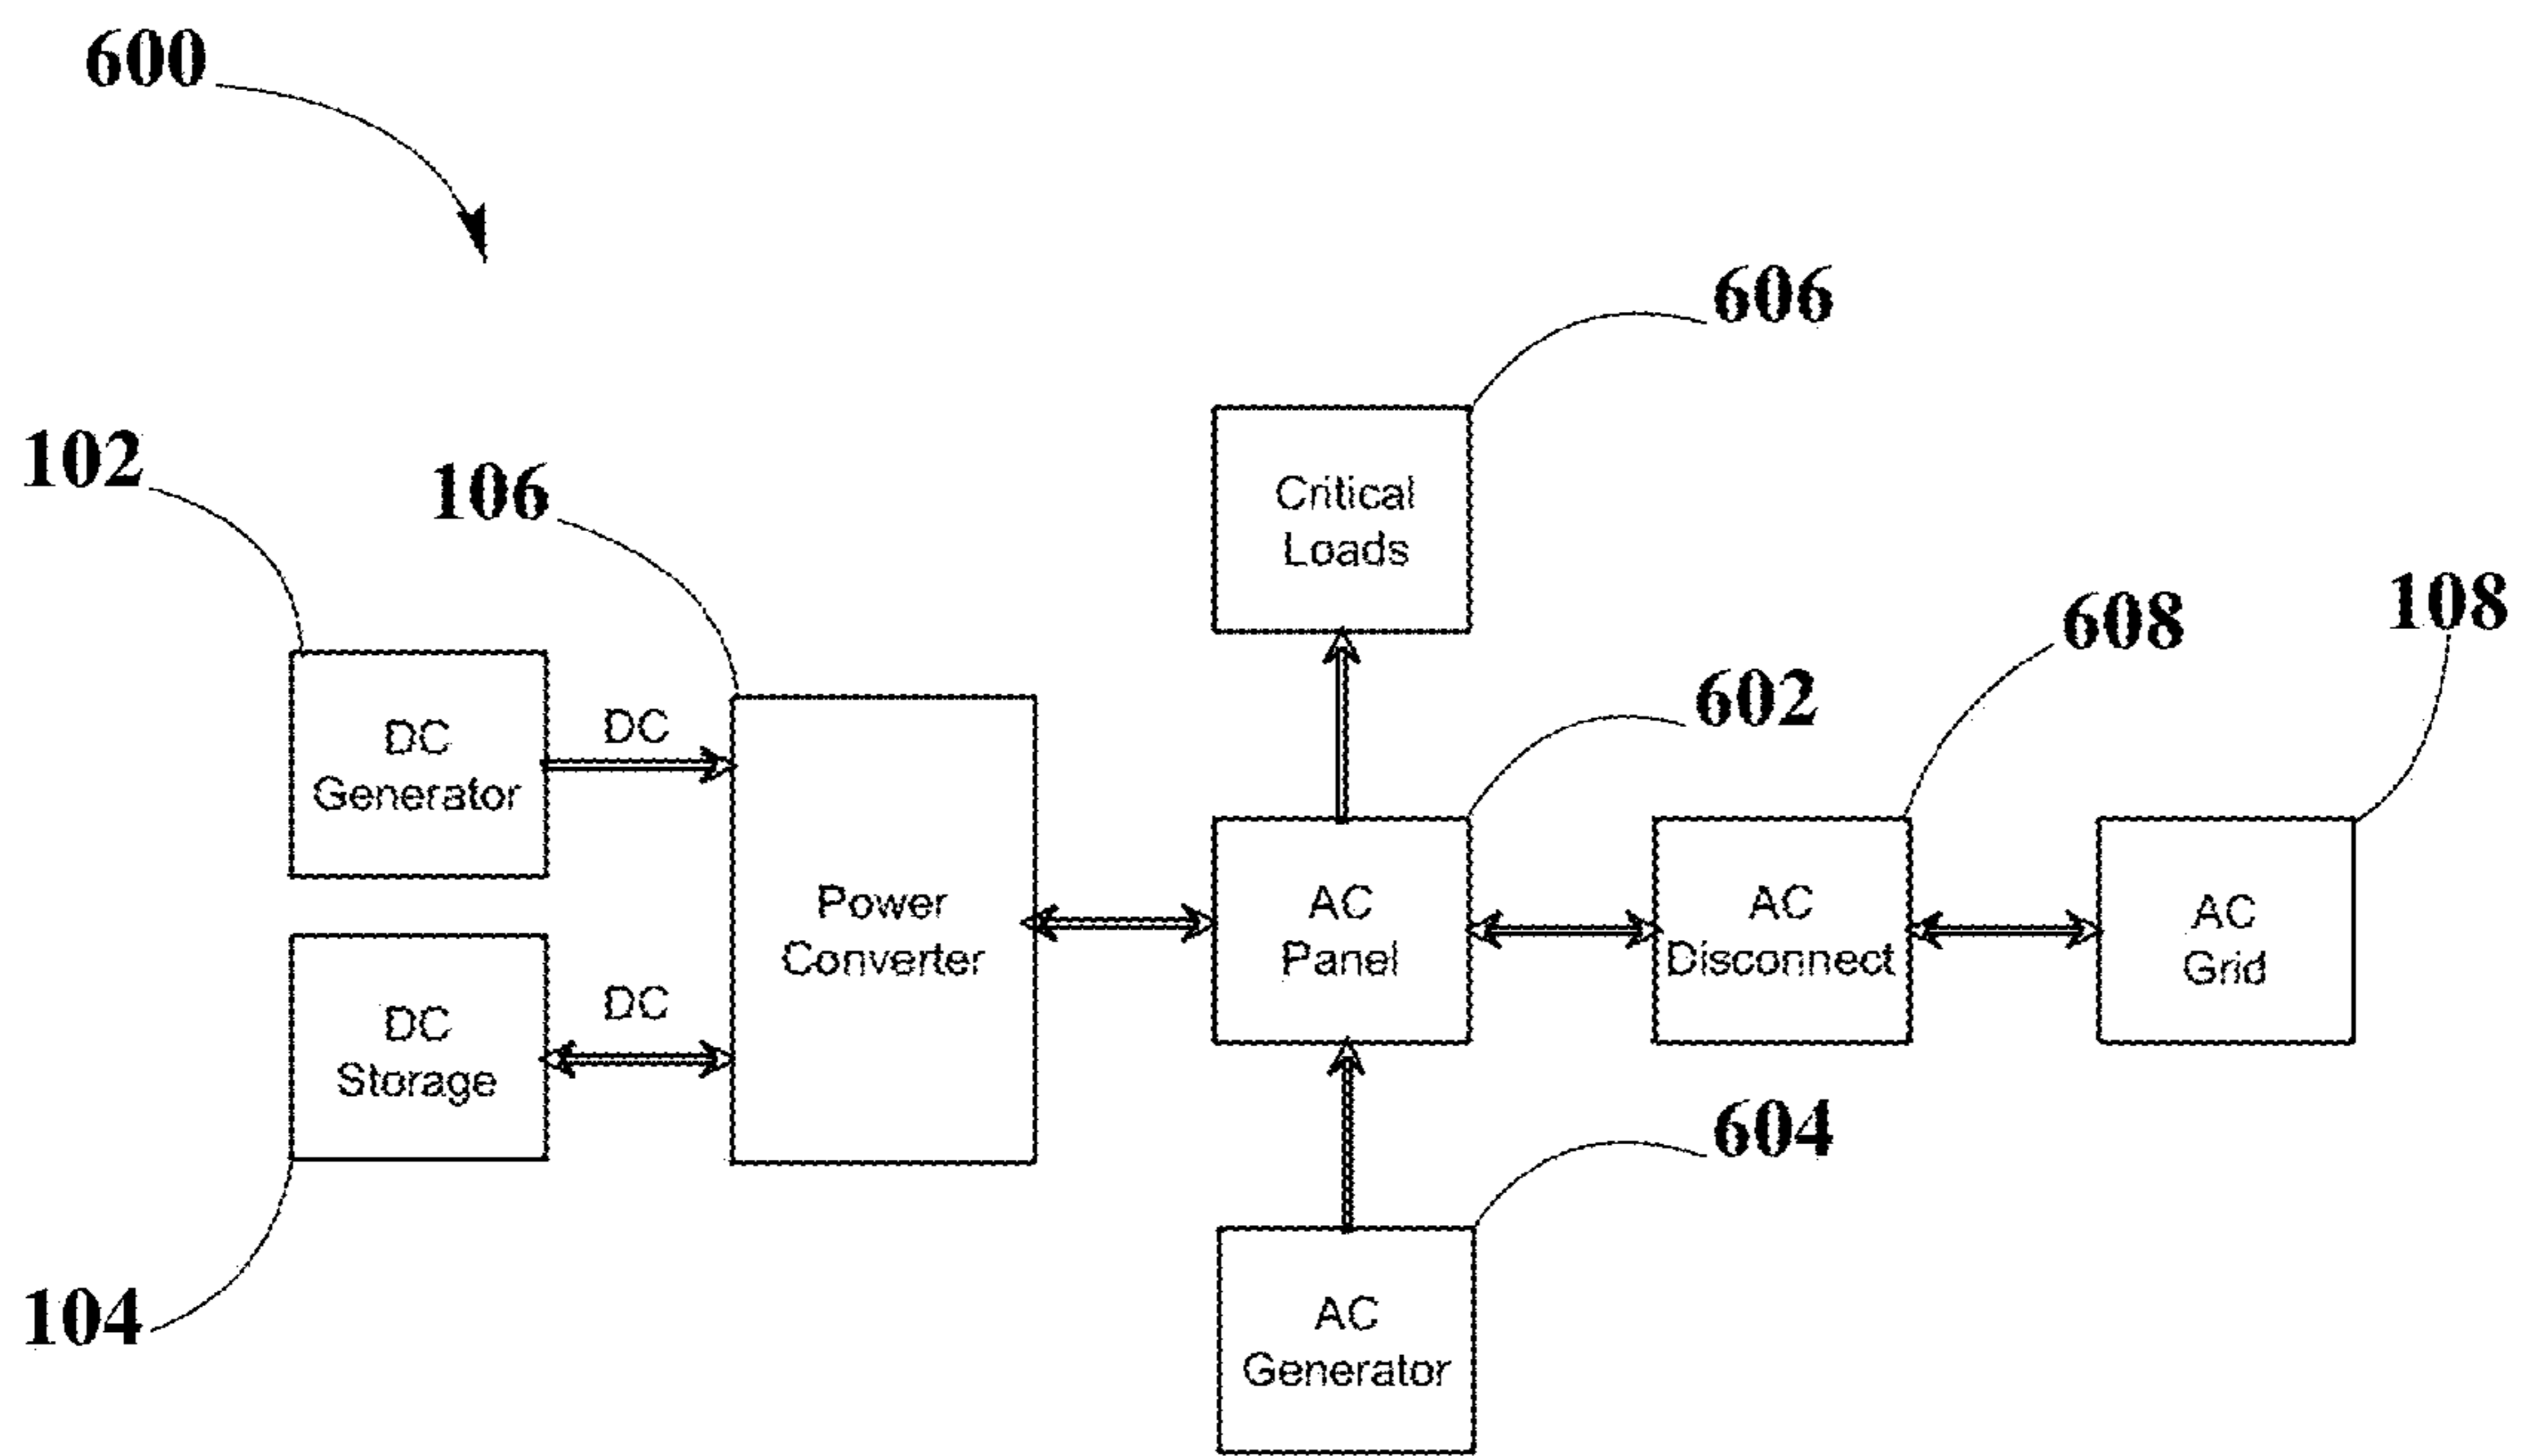 600
606
102
106
Critical
Loads
108
608
602
DC
Generator
DC
Power
Converter
AC
Panel
AC
Disconnect
AC
Grid
DC
Storage
DC
604
104
AC
Generator